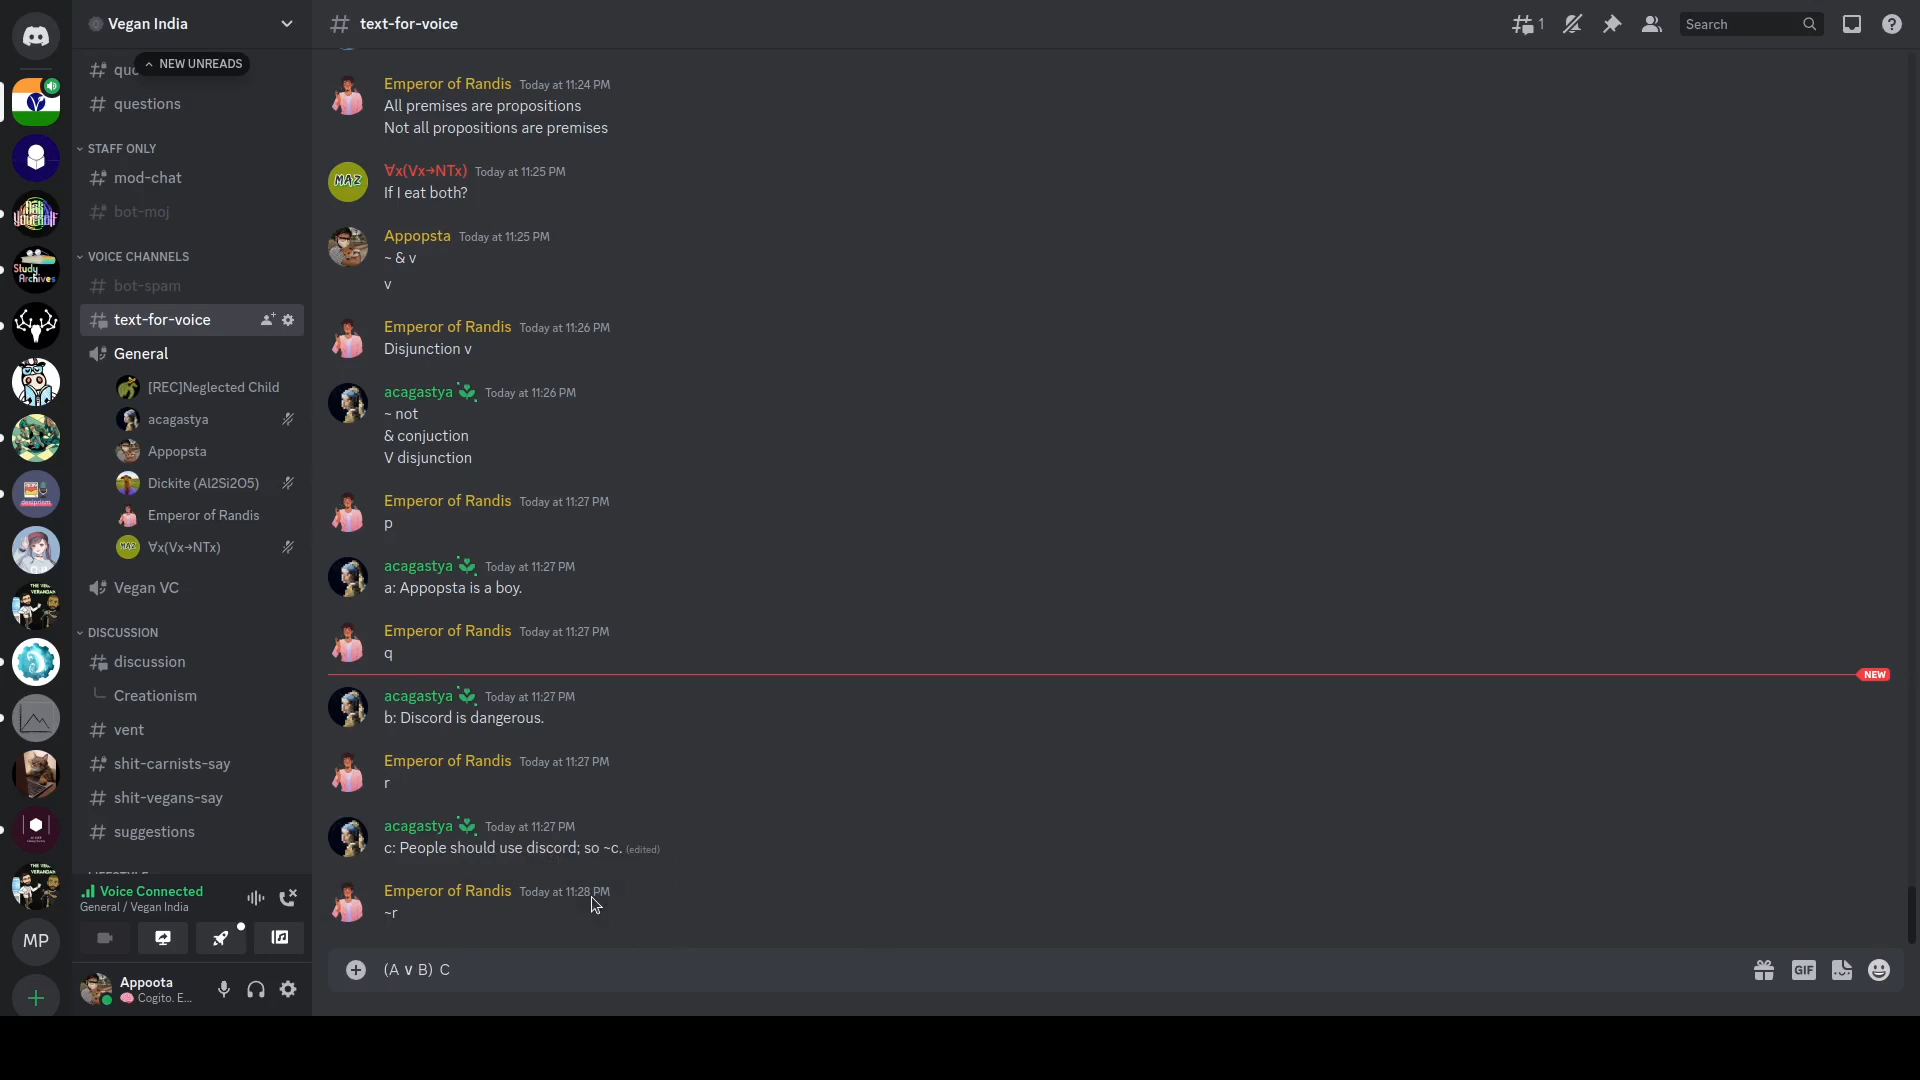 Vegan India
NEW UNREADS
questions
STAFF ONLY
mod-chat
bot-moj
VOICE CHANNELS
bot-spam
text-for-voice
General
[REC]Neglected Child
acagastya
Appopsta
Dickite (Al2Si2O5)
Emperor of Randis
∀x(Vx→NTx)
Vegan VC
DISCUSSION
discussion
Creationism
vent
shit-carnists-say
shit-vegans-say
suggestions
Voice Connected
General / Vegan India
MP
Appoota
Cogito. E...
# text-for-voice
1
Search
Emperor of Randis Today at 11:24 PM
All premises are propositions
Not all propositions are premises
MAZ
∀x(Vx→NTx) Today at 11:25 PM
If I eat both?
Appopsta Today at 11:25 PM
~ & v
v
Emperor of Randis Today at 11:26 PM
Disjunction v
acagastya Today at 11:26 PM
~ not
& conjuction
V disjunction
Emperor of Randis Today at 11:27 PM
p
acagastya Today at 11:27 PM
a: Appopsta is a boy.
Emperor of Randis Today at 11:27 PM
q
NEW
acagastya Today at 11:27 PM
b: Discord is dangerous.
Emperor of Randis Today at 11:27 PM
r
acagastya Today at 11:27 PM
c: People should use discord; so ~c. (edited)
Emperor of Randis Today at 11:28 PM
~r
(A ∨ B) C
GIF